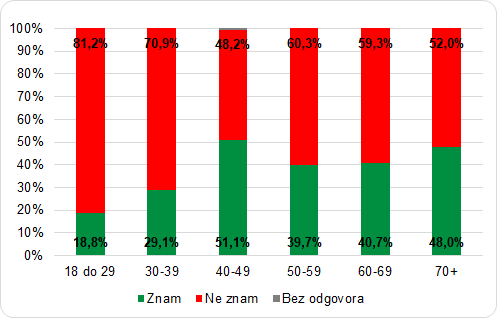 100%
90%
80%
70%
60%
50%
40%
30%
20%
10%
0%
81,2% 70,9% 48,2% 60,3% 59,3% 52,0%
18,8% 29,1% 51,1% 39,7% 40,7% 48,0%
18 do 29 30-39 40-49 50-59 60-69 70+
Znam Ne znam Bez odgovora